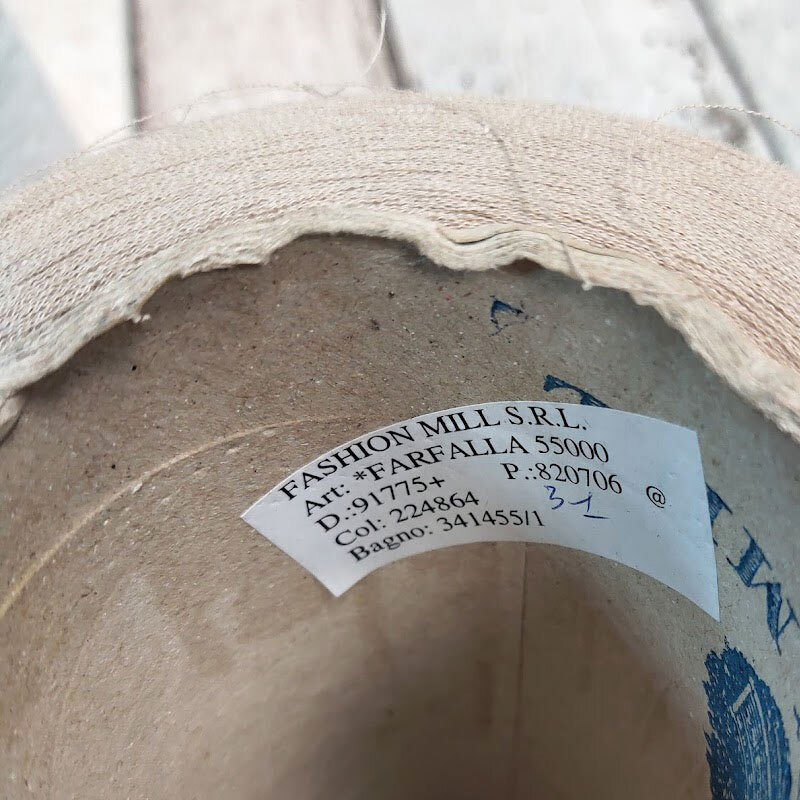 FASHION MILL S.R.L.
Art: *FARFALLA 55000
D.:91775+ P.:820706 @
Col: 224864 31
Bagno: 341455/1